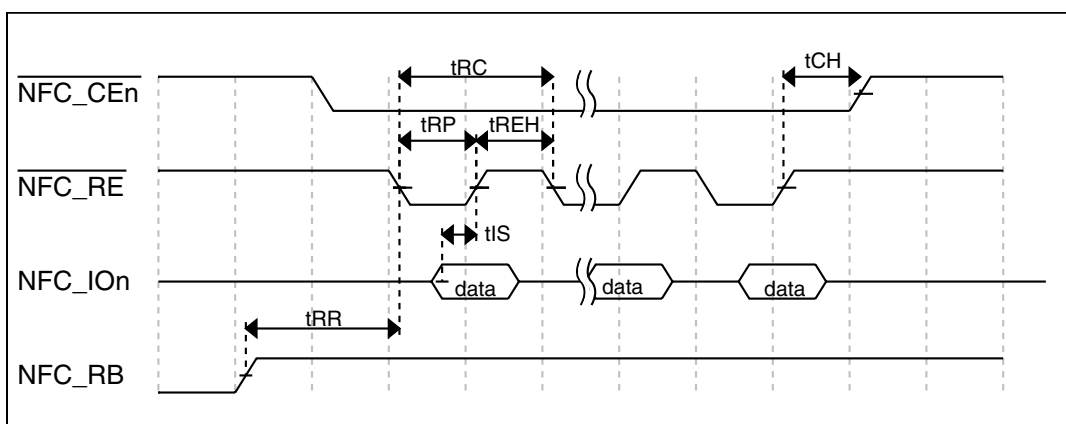 tRC
tCH
NFC_CEn
tRP
tREH
NFC_RE
tIS
NFC_IOn
data
data
data
tRR
NFC_RB